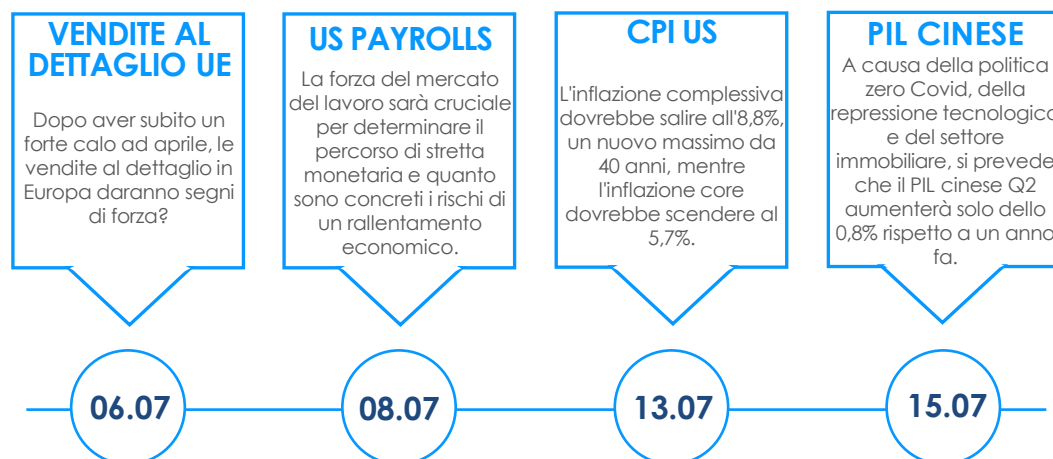 VENDITE AL
DETTAGLIO UE
Dopo aver subito un
forte calo ad aprile, le
vendite al dettaglio in
Europa daranno segni
di forza?
US PAYROLLS
La forza del mercato
del lavoro sarà cruciale
per determinare il
percorso di stretta
monetaria e quanto
sono concreti i rischi di
un rallentamento
economico.
CPI US
L'inflazione complessiva
dovrebbe salire all'8,8%,
un nuovo massimo da
40 anni, mentre
l'inflazione core
dovrebbe scendere al
5,7%.
PIL CINESE
A causa della politica
zero Covid, della
repressione tecnologica
e del settore
immobiliare, si prevede
che il PIL cinese Q2
aumenterà solo dello
0,8% rispetto a un anno
fa.
06.07
08.07
13.07
15.07